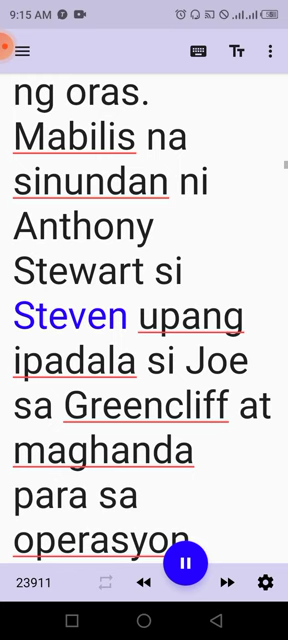 9:15 AM
ng oras.
Mabilis na
sinundan ni
Anthony
Stewart si
Steven upang
ipadala si Joe
sa Greencliff at
maghanda
para sa
operasyon
23911